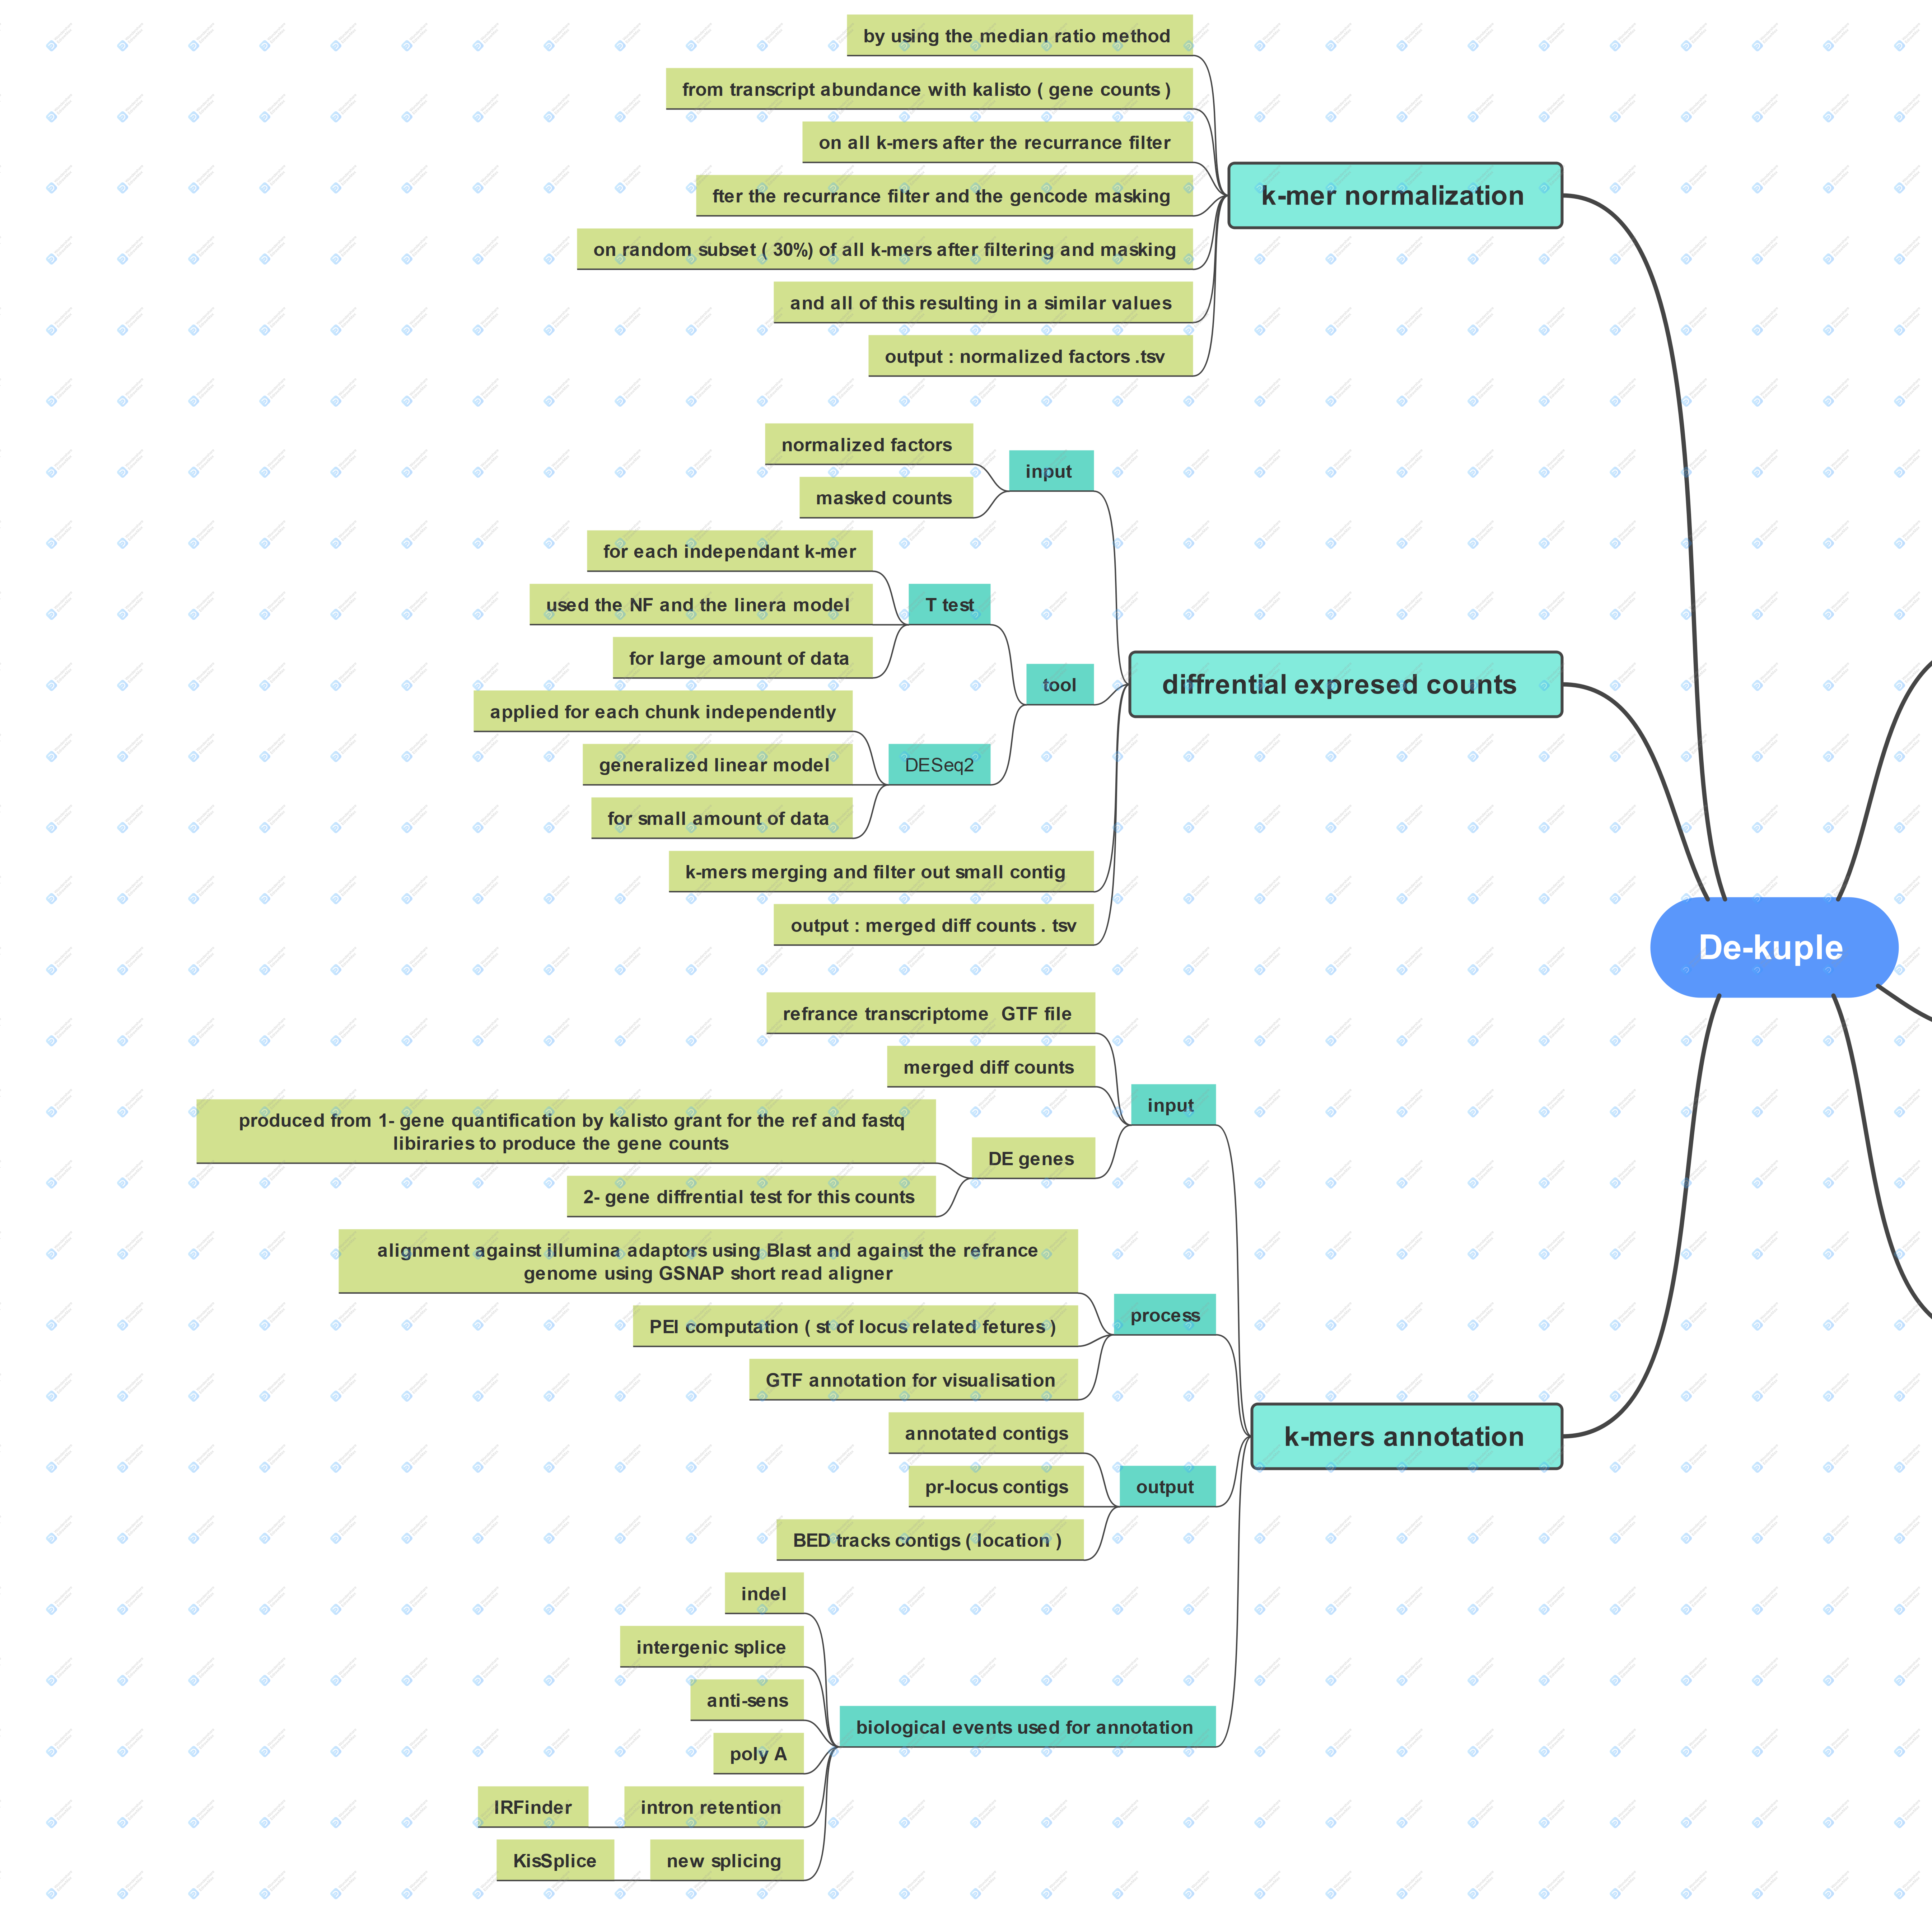 by using the median ratio method
from transcript abundance with kalisto ( gene counts )
on all k-mers after the recurrance filter
fter the recurrance filter and the gencode masking
on random subset ( 30%) of all k-mers after filtering and masking
and all of this resulting in a similar values
output : normalized factors .tsv
k-mer normalization
normalized factors
masked counts
input
for each independant k-mer
used the NF and the linera model
for large amount of data
T test
applied for each chunk independently
generalized linear model
for small amount of data
DESeq2
tool
k-mers merging and filter out small contig
output : merged diff counts . tsv
diffrential expresed counts
De-kuple
refrance transcriptome  GTF file
merged diff counts
produced from 1- gene quantification by kalisto grant for the ref and fastq
libiraries to produce the gene counts
2- gene diffrential test for this counts
DE genes
input
alignment against illumina adaptors using Blast and against the refrance
genome using GSNAP short read aligner
PEI computation ( st of locus related fetures )
GTF annotation for visualisation
process
annotated contigs
pr-locus contigs
BED tracks contigs ( location )
output
k-mers annotation
indel
intergenic splice
anti-sens
poly A
IRFinder
intron retention
KisSplice
new splicing
biological events used for annotation